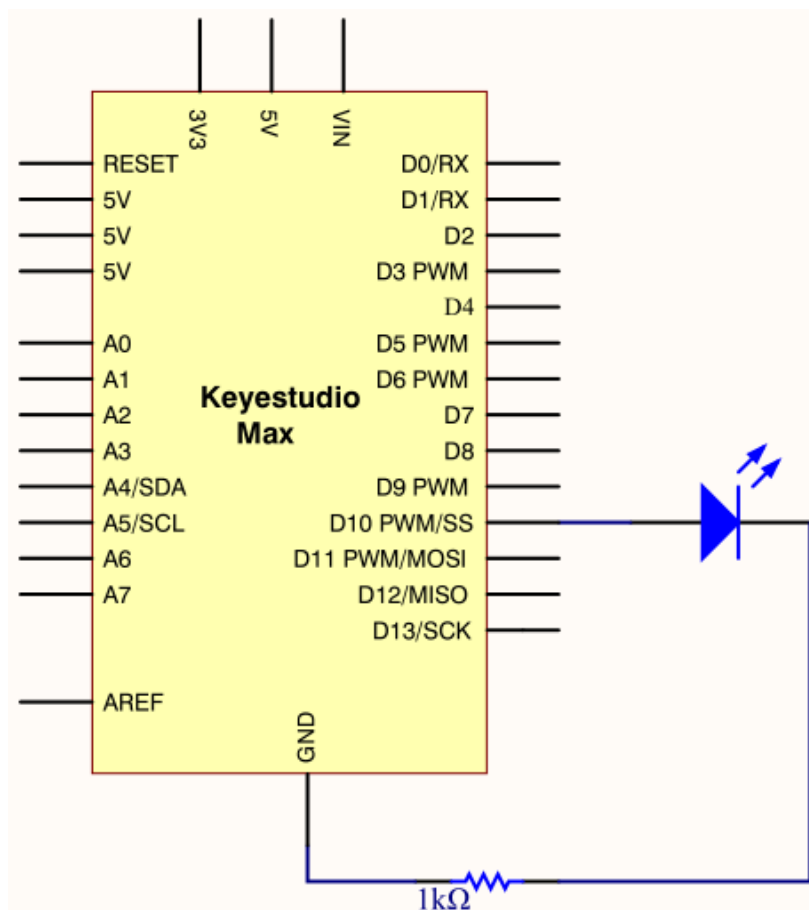 3V3
5V
VIN
RESET
5V
5V
5V
A0
A1
A2
A3
A4/SDA
A5/SCL
A6
A7
AREF
Keyestudio
Max
D0/RX
D1/RX
D2
D3 PWM
D4
D5 PWM
D6 PWM
D7
D8
D9 PWM
D10 PWM/SS
D11 PWM/MOSI
D12/MISO
D13/SCK
GND
1kΩ